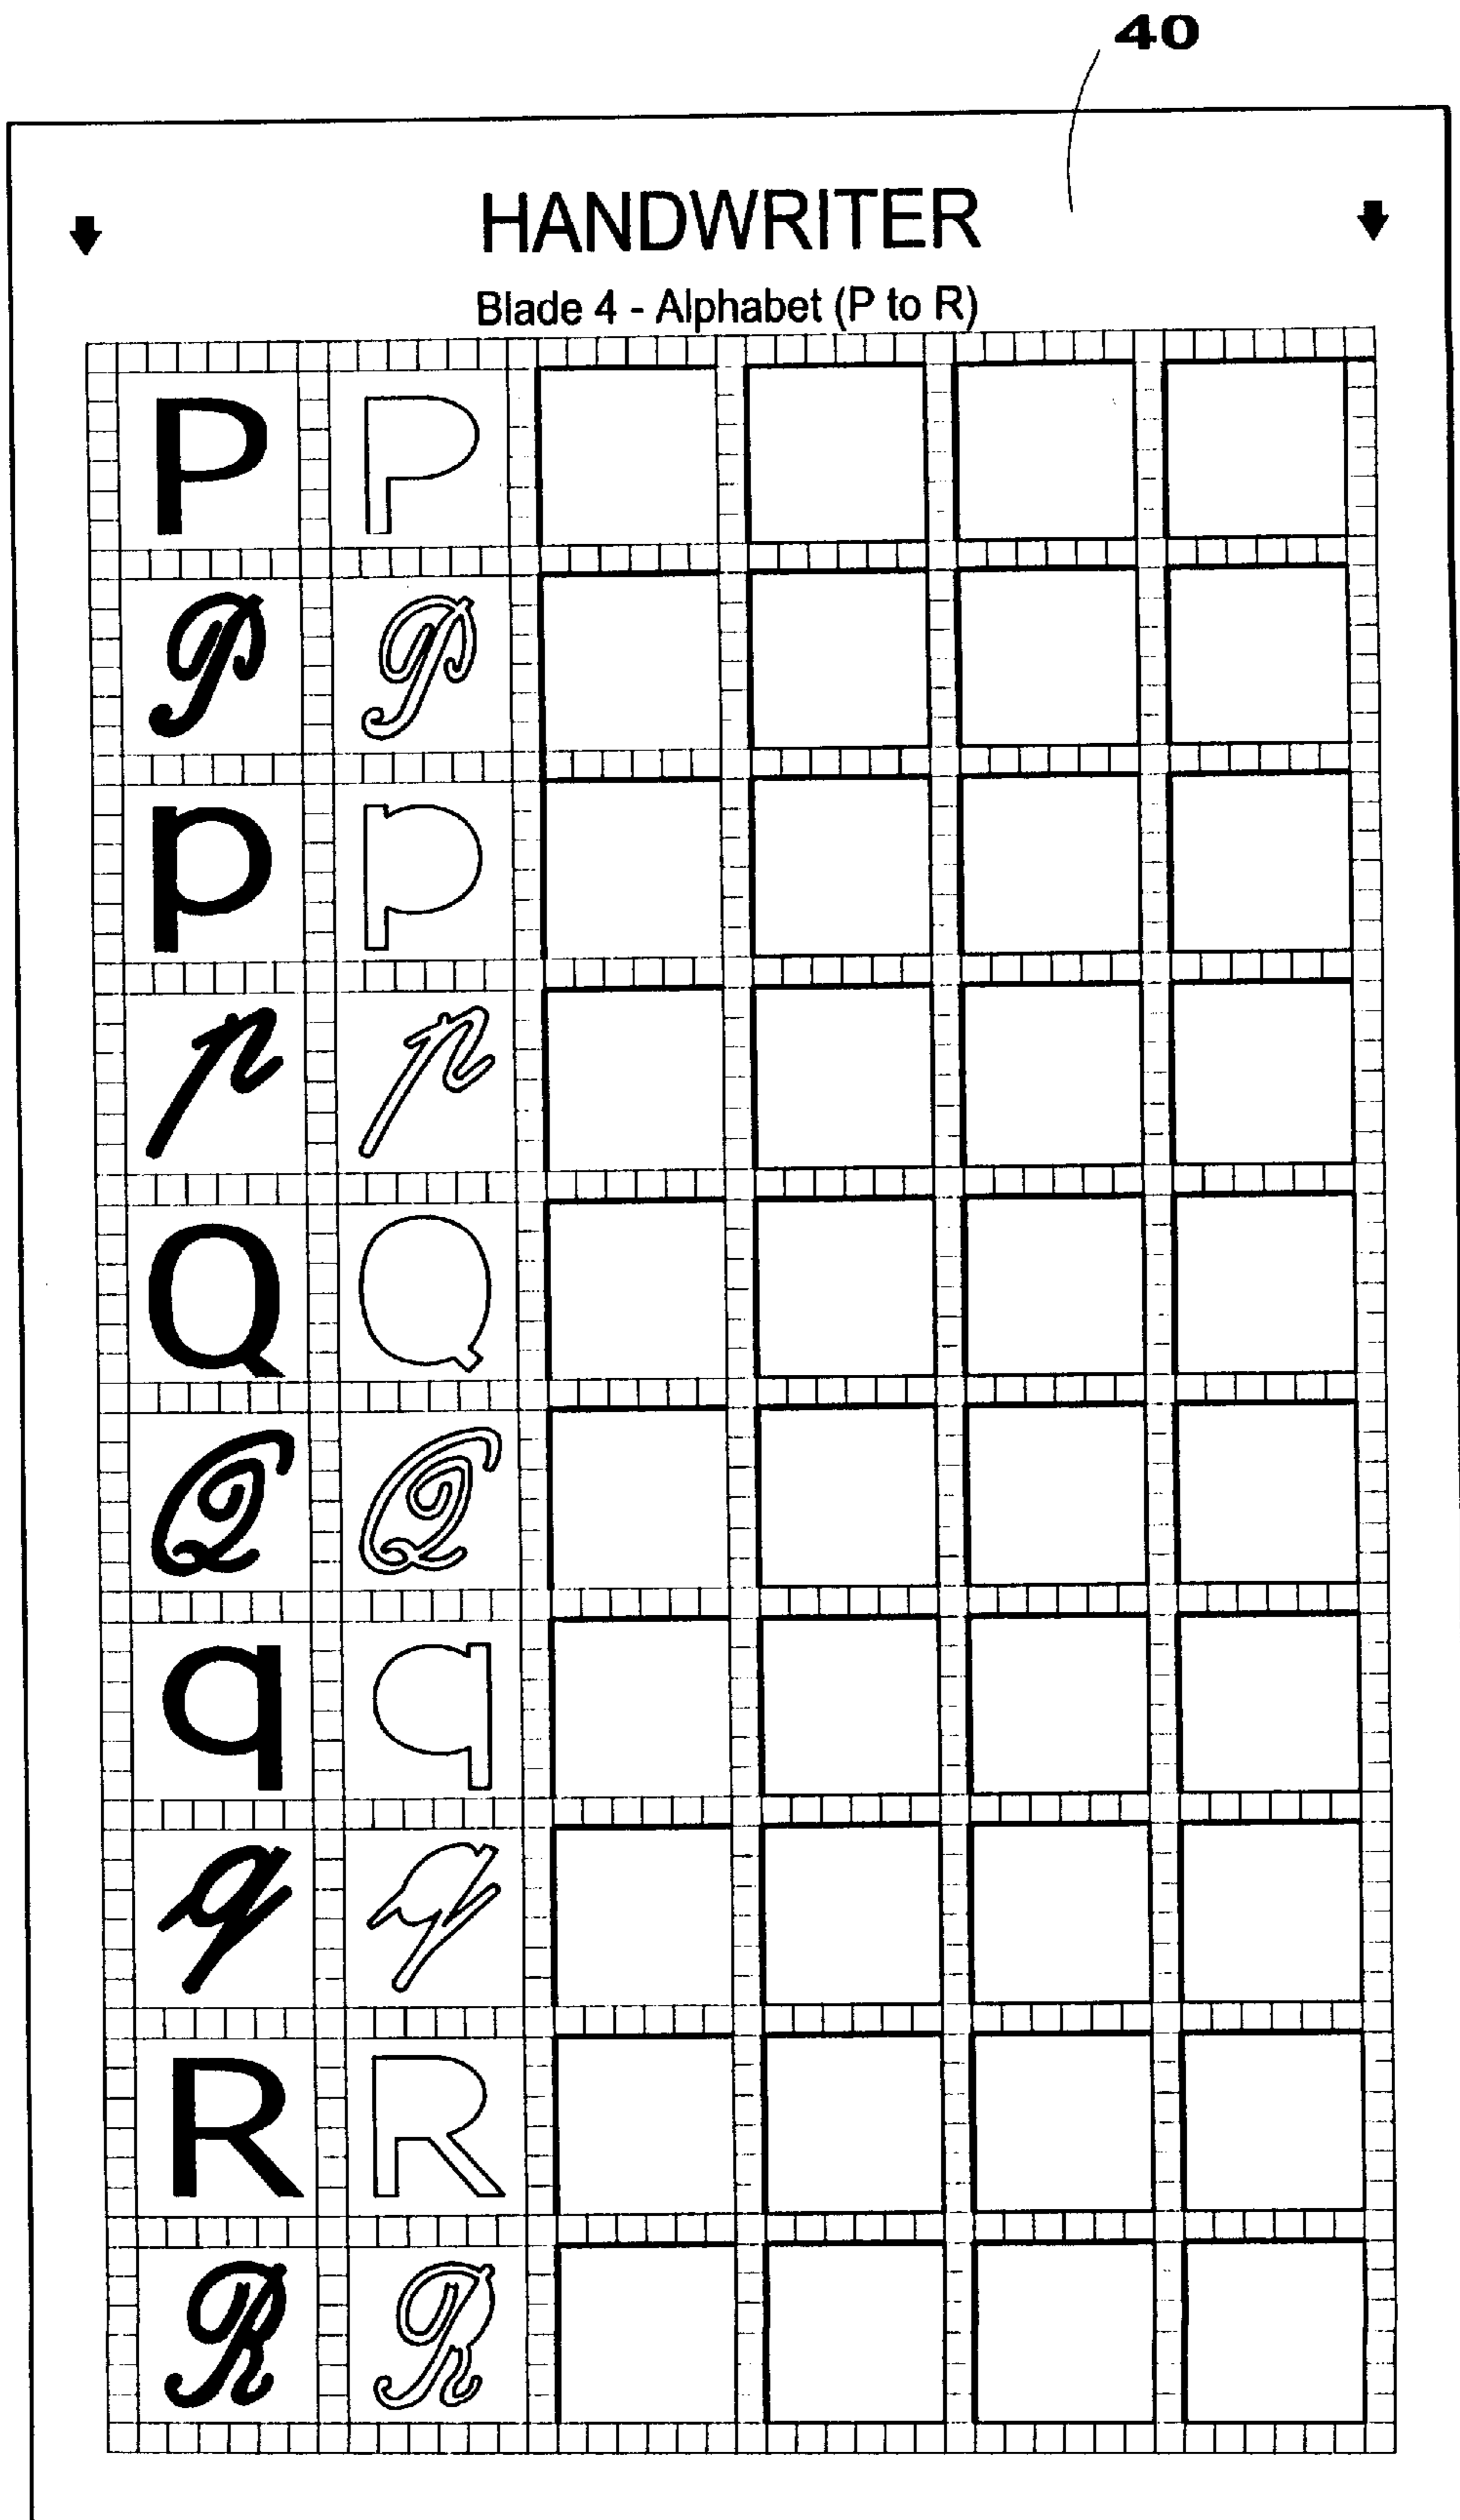 40
HANDWRITER
Blade 4 - Alphabet (P to R)
P P
P P
p p
p p
Q Q
Q Q
q q
q q
R R
R R